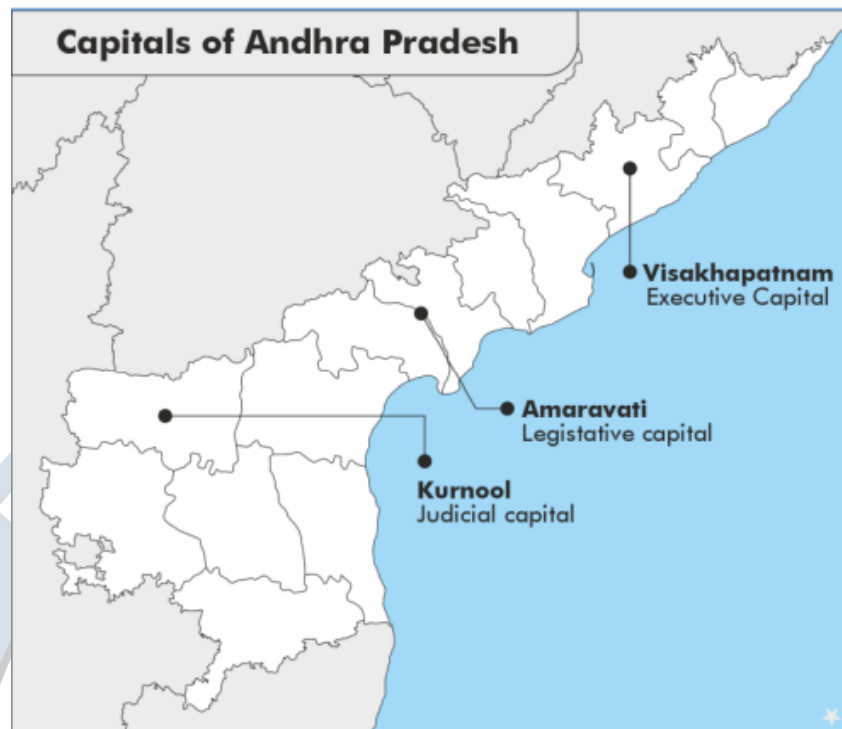 Capitals of Andhra Pradesh
Visakhapatnam
Executive Capital
Amaravati
Legistative capital
Kurnool
Judicial capital